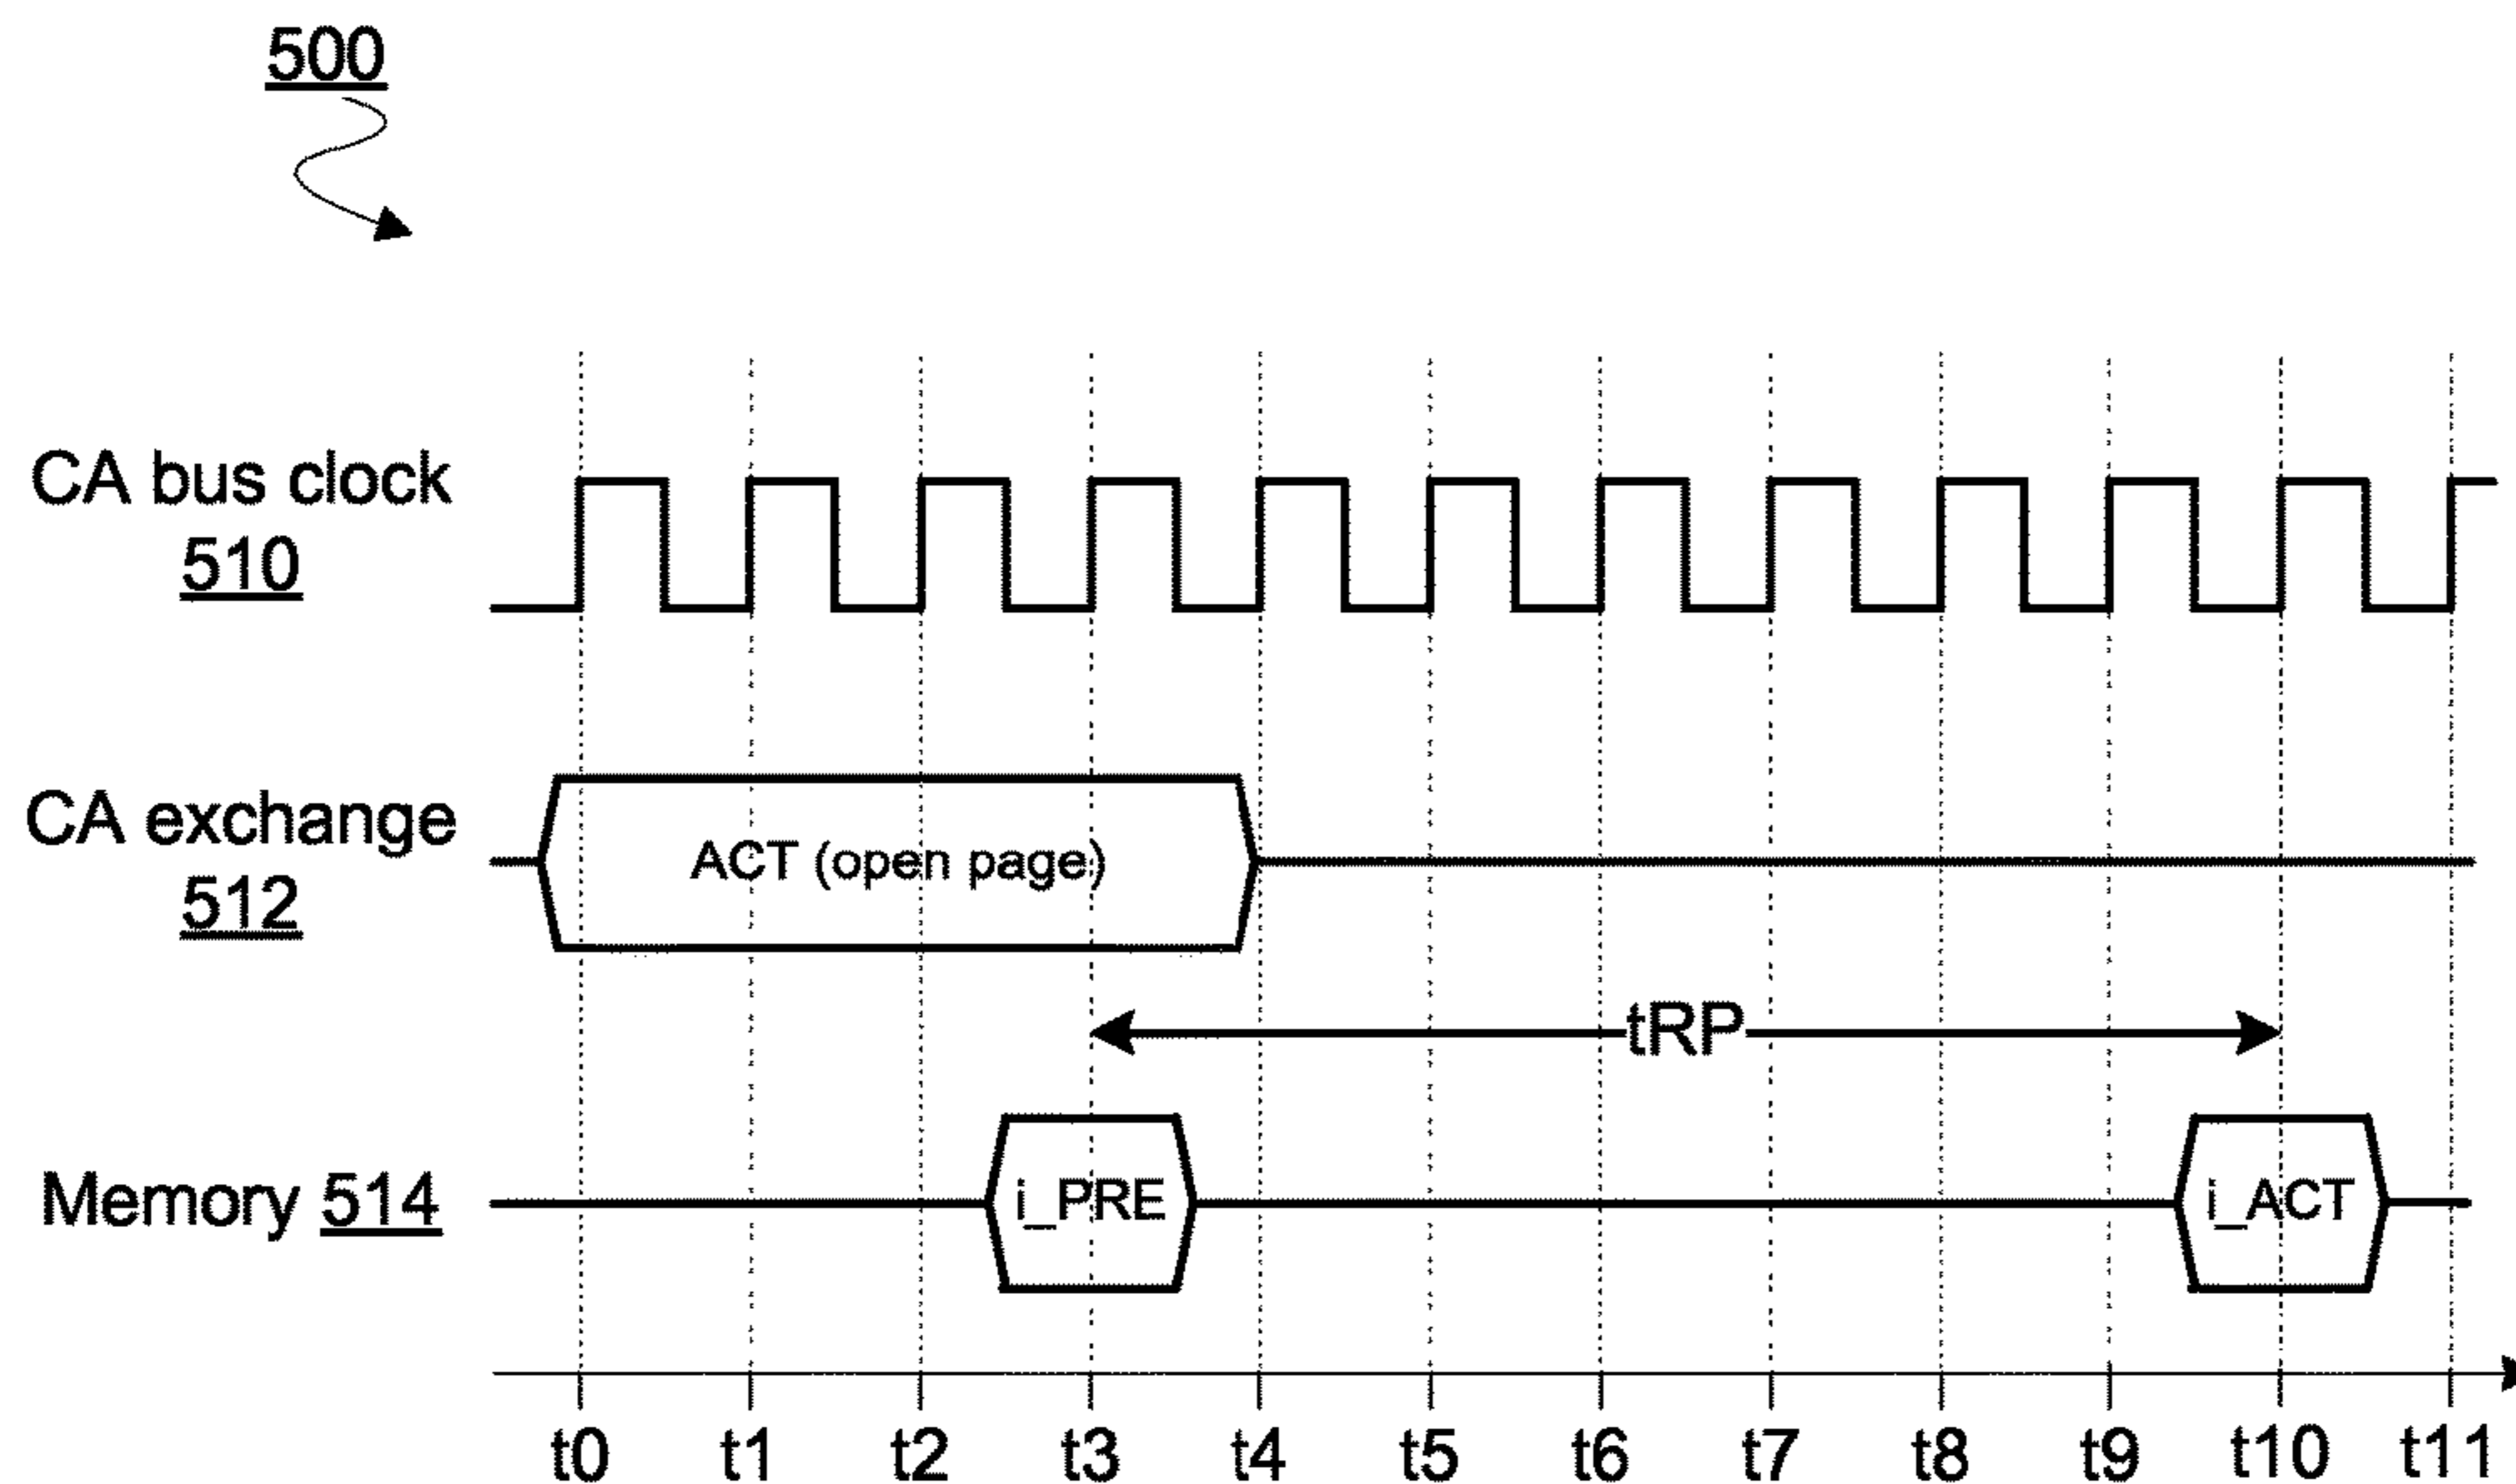 500
CA bus clock
510
CA exchange
512
ACT (open page)
tRP
Memory 514
i_PRE
i_ACT
t0 t1 t2 t3 t4 t5 t6 t7 t8 t9 t10 t11